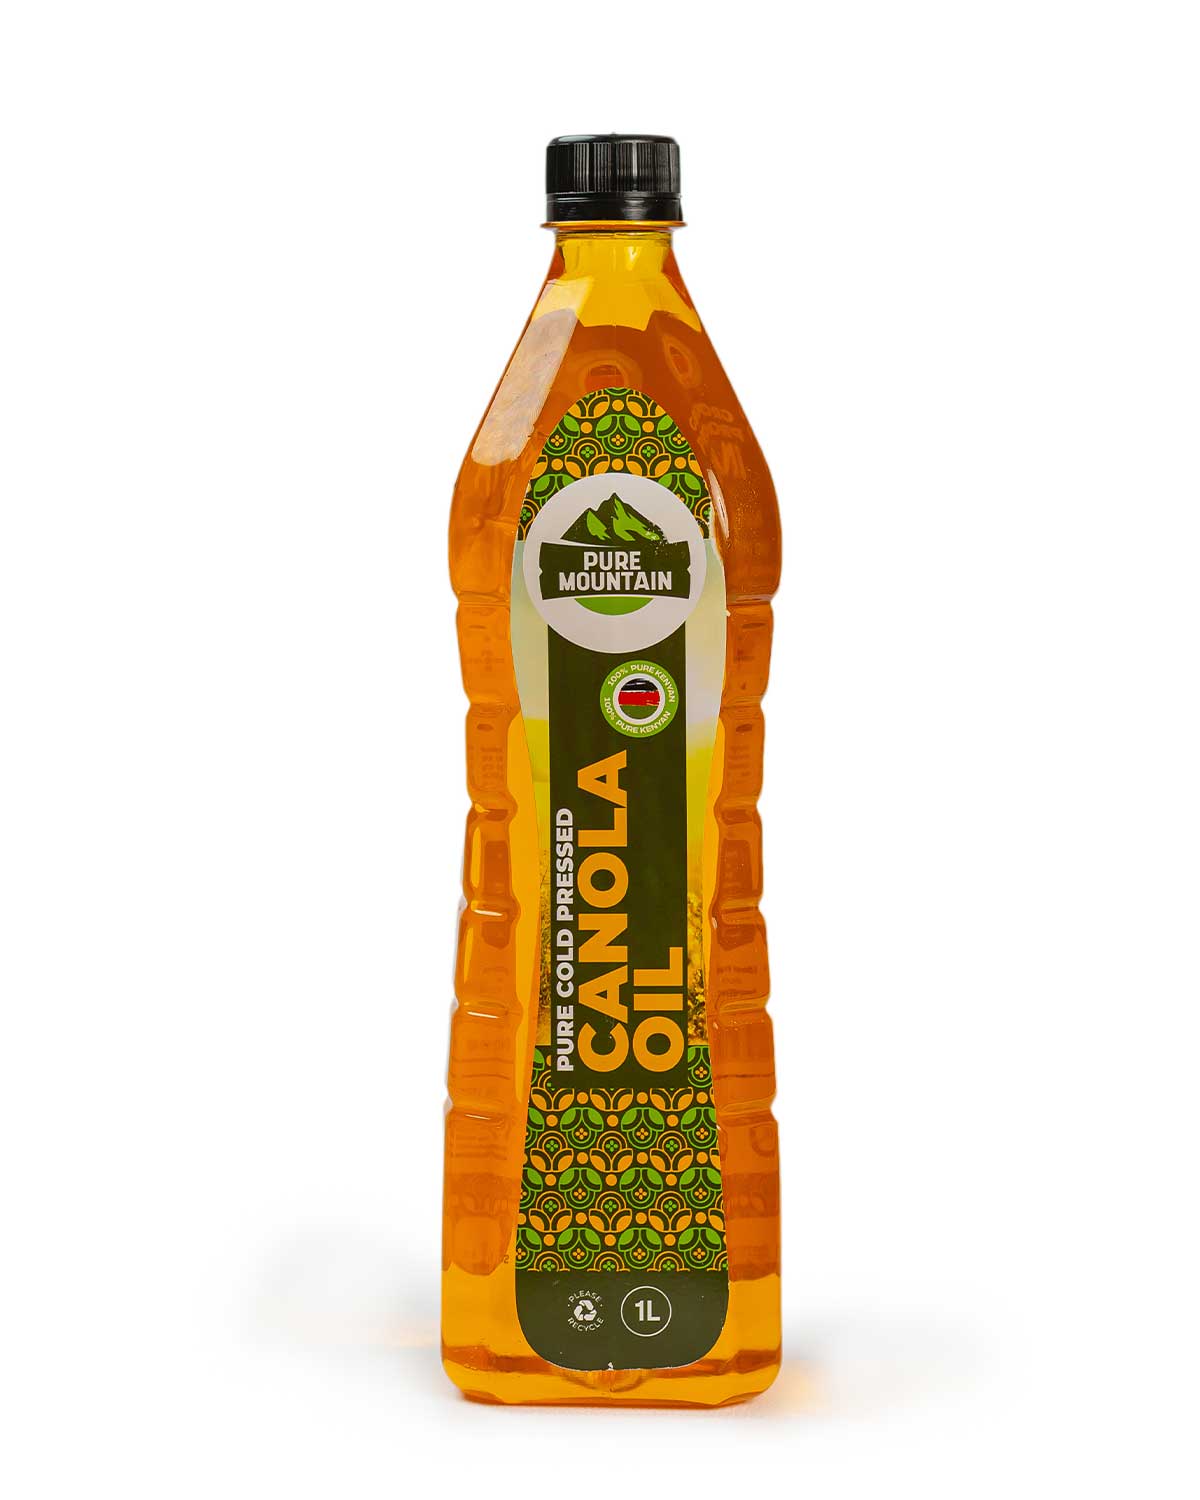 PURE
MOUNTAIN
100% PURE KENYAN
100% PURE KENYAN
PURE COLD PRESSED
CANOLA
OIL
PLEASE
RECYCLE
1L